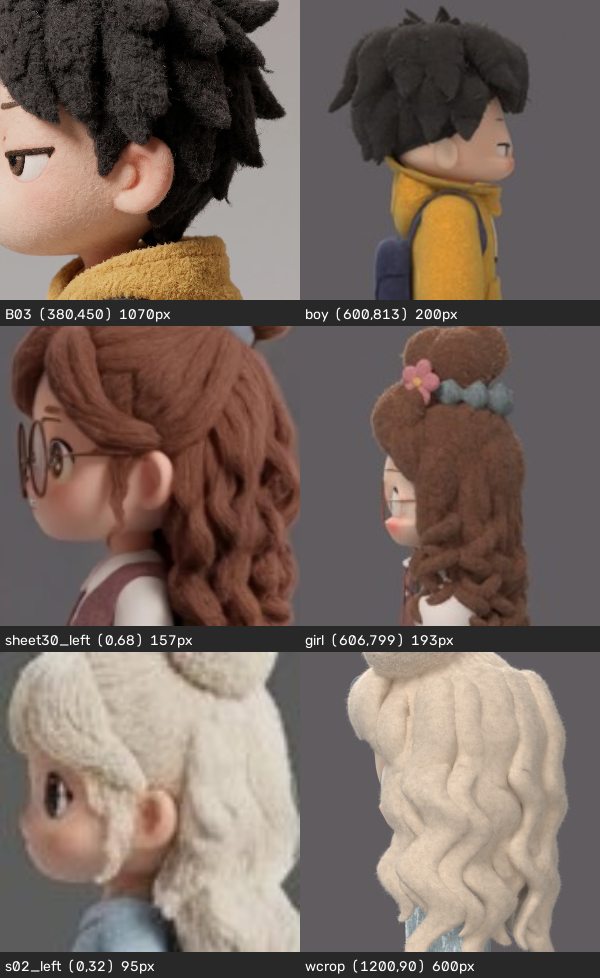 B03 (380,450) 1070px
boy (600,813) 200px
sheet30_left (0,68) 157px
girl (606,799) 193px
s02_left (0,32) 95px
wcrop (1200,90) 600px